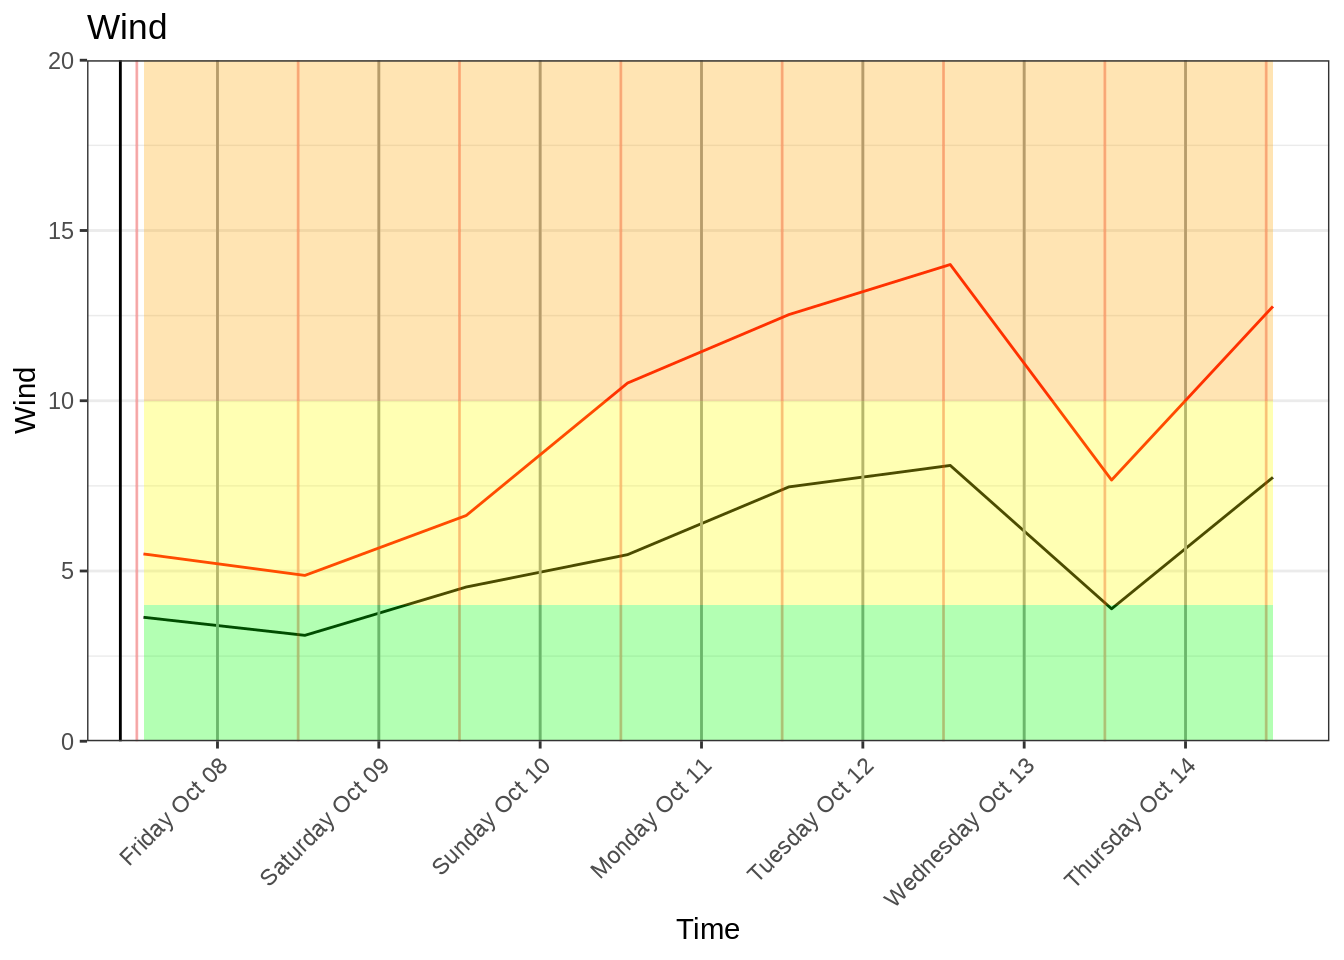 Wind
20
15
10
5
0
Wind
Friday Oct 08
Saturday Oct 09
Sunday Oct 10
Monday Oct 11
Tuesday Oct 12
Wednesday Oct 13
Thursday Oct 14
Time